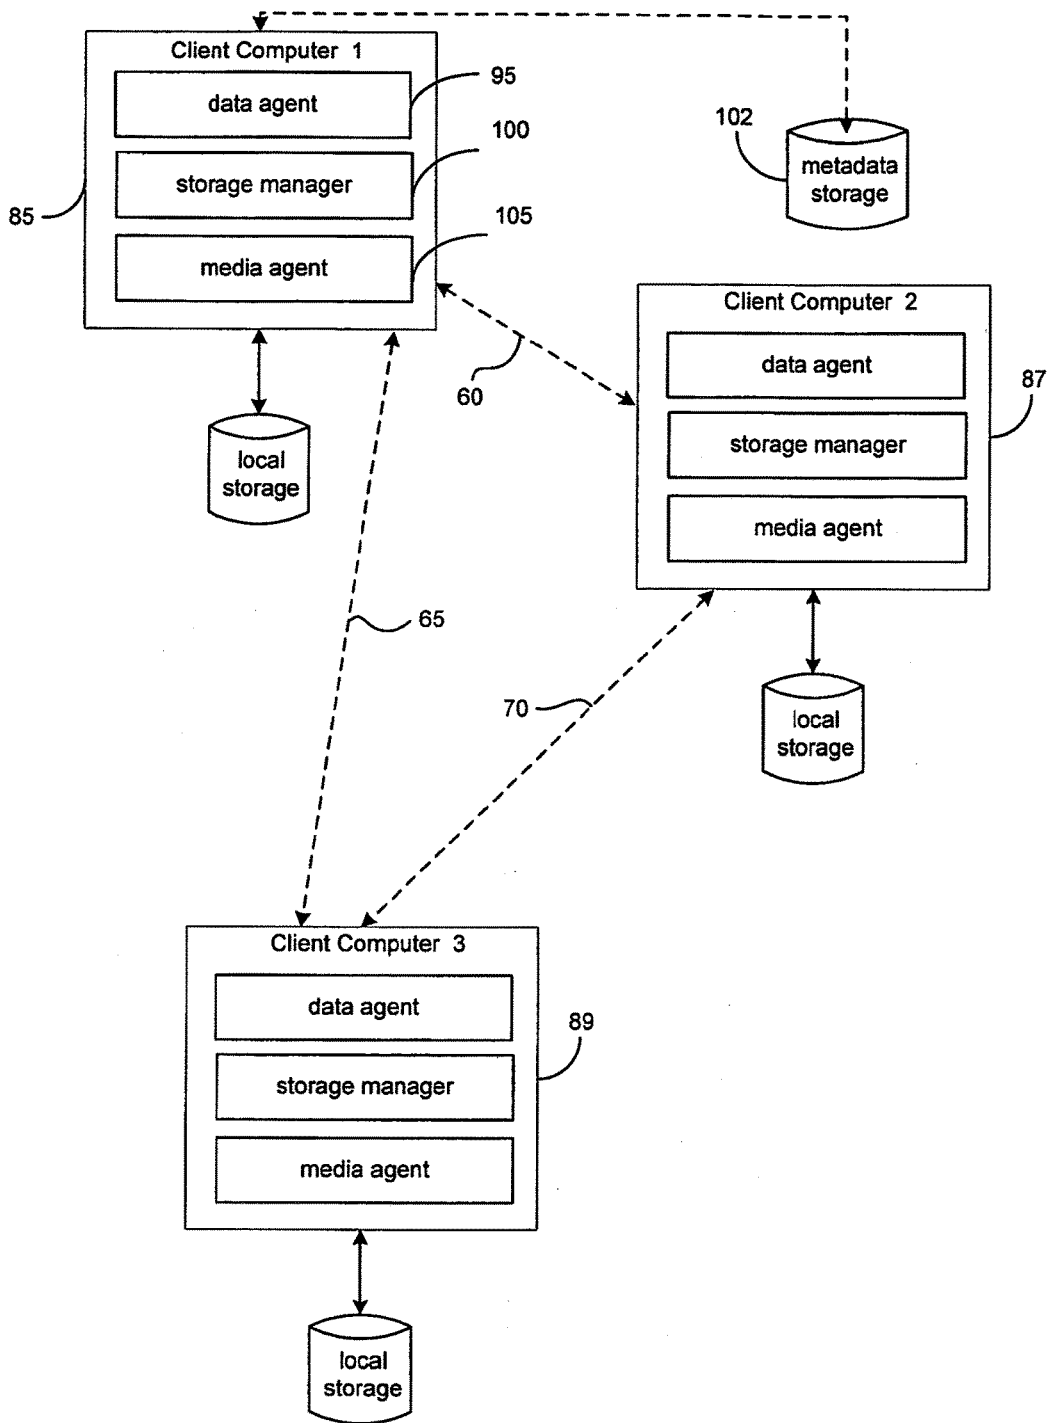 Client Computer 1
data agent
95
storage manager
100
media agent
105
85
102
metadata
storage
local
storage
60
Client Computer 2
data agent
storage manager
media agent
87
local
storage
65
70
Client Computer 3
data agent
storage manager
media agent
89
local
storage